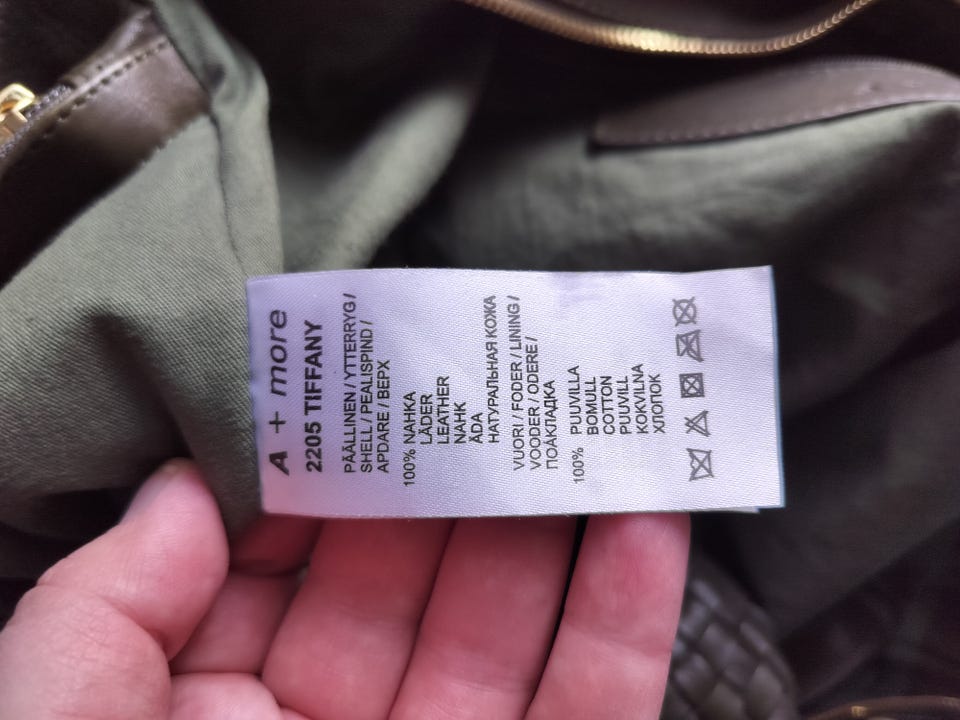 A + more
2205 TIFFANY
PÄÄLLINEN / YTTERRYG /
SHELL / PEALISPIND /
APDARE / ВЕРХ
100% NAHKA
LÄDER
LEATHER
NAHK
ĀDA
НАТУРАЛЬНАЯ КОЖА
VUORI / FODER / LINING /
VOODER / ODERE /
ПОАКЛАДКА
100% PUUVILLA
BOMULL
COTTON
PUUVILL
KOKVILNA
ХЛОПОК